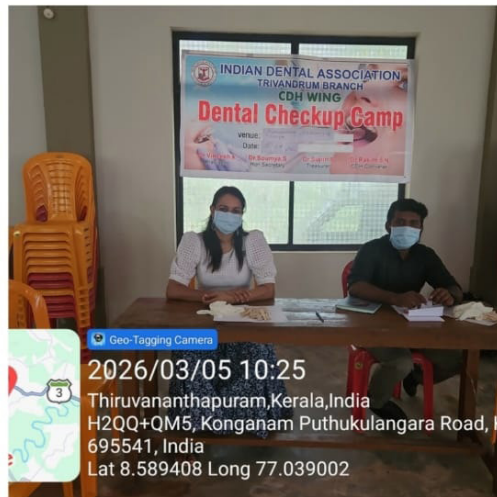 INDIAN DENTAL ASSOCIATION
TRIVANDRUM BRANCH
CDH WING
Dental Checkup Camp
Venue:
Date:
Geo-Tagging Camera
3
2026/03/05 10:25
Thiruvananthapuram,Kerala,India
H2QQ+QM5, Konganam Puthukulangara Road,
695541, India
Lat 8.589408 Long 77.039002